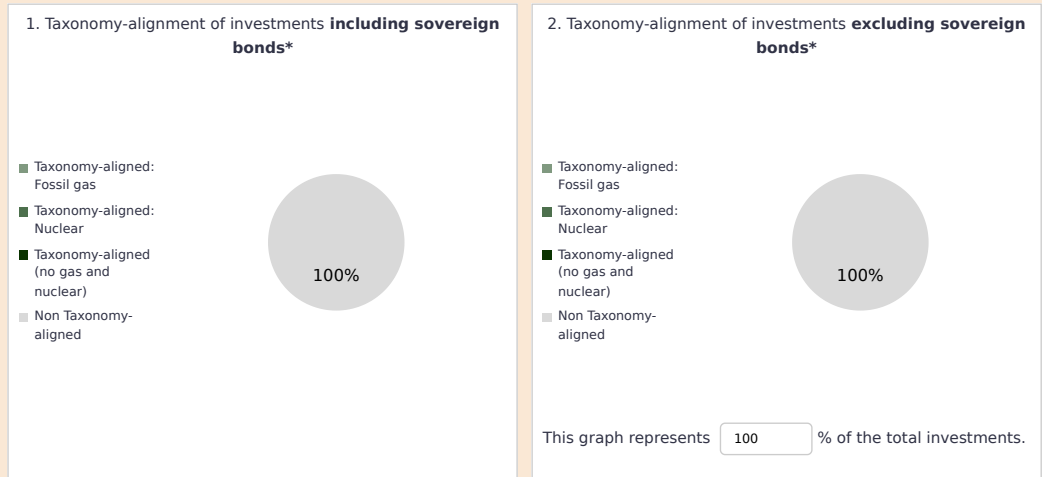 1. Taxonomy-alignment of investments including sovereign
bonds*
Taxonomy-aligned:
Fossil gas
Taxonomy-aligned:
Nuclear
Taxonomy-aligned
(no gas and
nuclear)
Non Taxonomy-
aligned
100%
2. Taxonomy-alignment of investments excluding sovereign
bonds*
Taxonomy-aligned:
Fossil gas
Taxonomy-aligned:
Nuclear
Taxonomy-aligned
(no gas and
nuclear)
Non Taxonomy-
aligned
100%
This graph represents 100 % of the total investments.